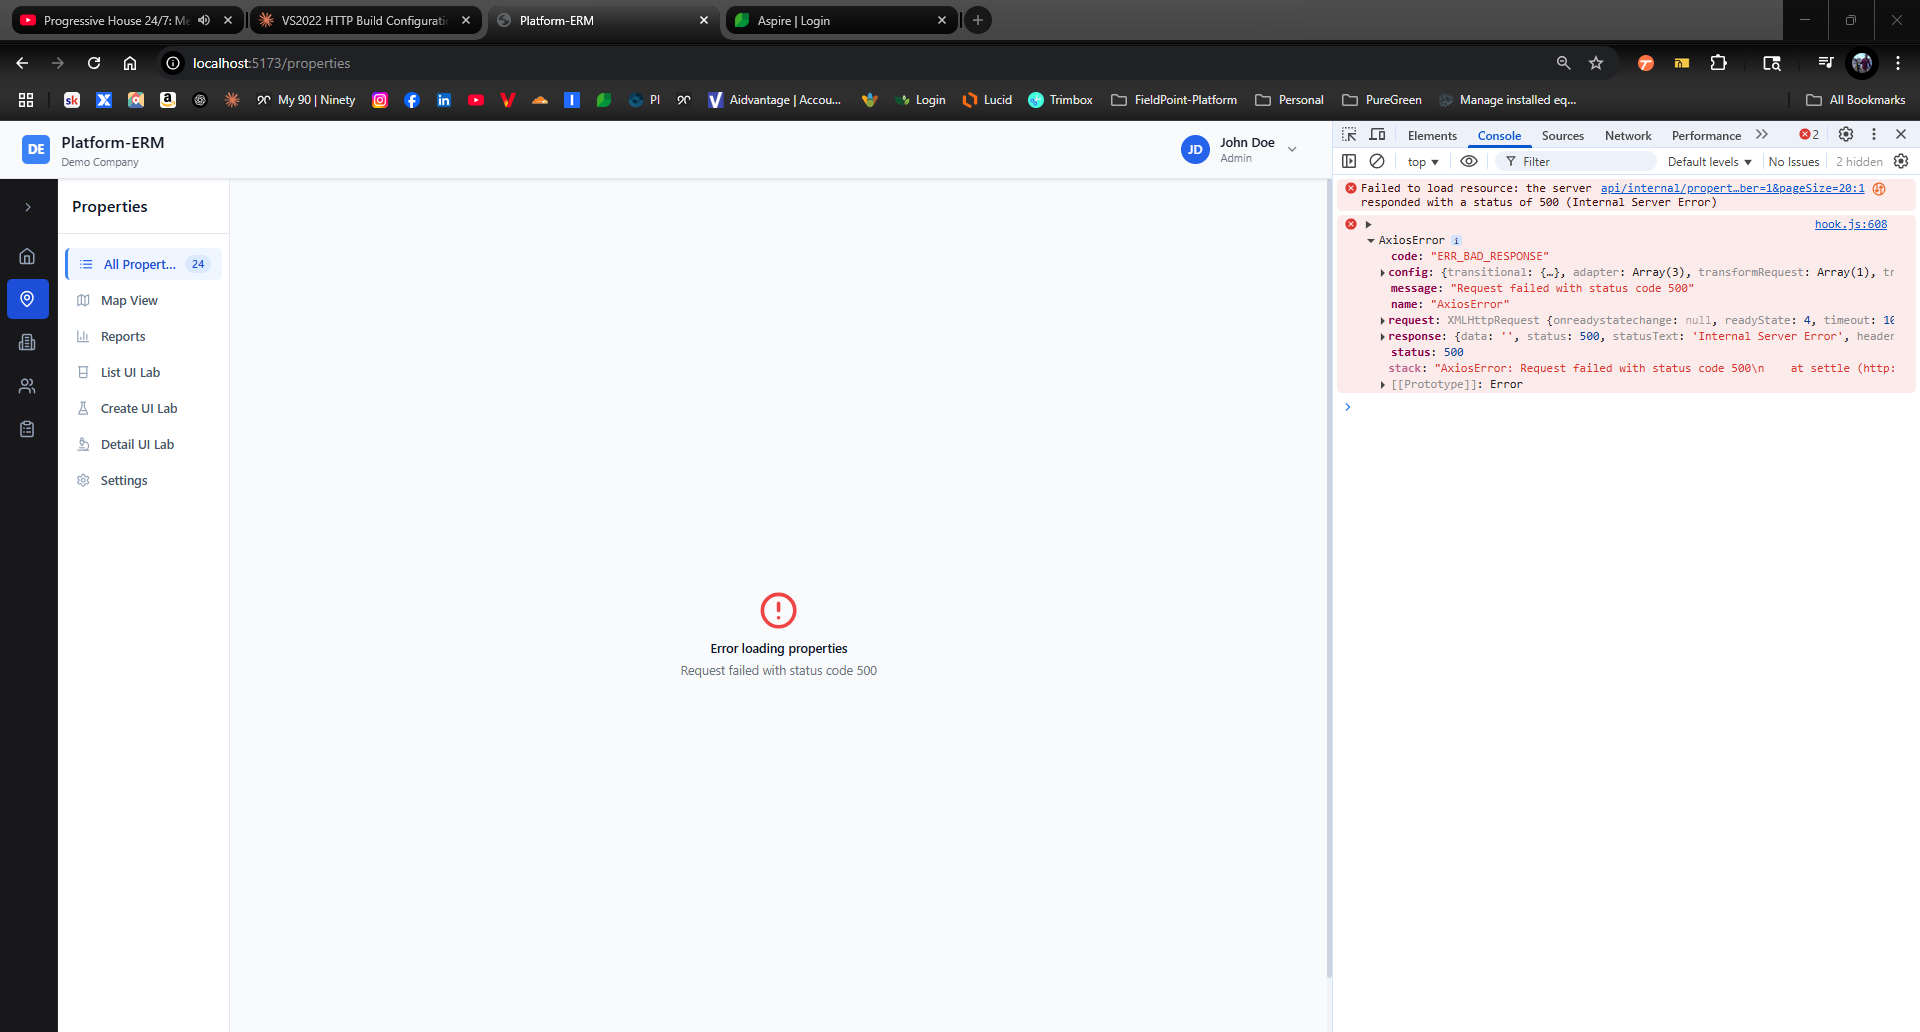 Progressive House 24/7: Me
VS2022 HTTP Build Configuratio
Platform-ERM
Aspire | Login
localhost:5173/properties
sk
My 90 | Ninety
PI
Aidvantage | Accou...
Login
Lucid
Trimbox
FieldPoint-Platform
Personal
PureGreen
Manage installed eq...
All Bookmarks
DE
Platform-ERM
Demo Company
JD
John Doe
Admin
Properties
All Propert...
24
Map View
Reports
List UI Lab
Create UI Lab
Detail UI Lab
Settings
Error loading properties
Request failed with status code 500
Elements
Console
Sources
Network
Performance
2
top
Filter
Default levels
No Issues
2 hidden
Failed to load resource: the server api/internal/propert…ber=1&pageSize=20:1
responded with a status of 500 (Internal Server Error)
hook.js:608
AxiosError i
code: "ERR_BAD_RESPONSE"
config: {transitional: {…}, adapter: Array(3), transformRequest: Array(1), tr
message: "Request failed with status code 500"
name: "AxiosError"
request: XMLHttpRequest {onreadystatechange: null, readyState: 4, timeout: 10
response: {data: '', status: 500, statusText: 'Internal Server Error', header
status: 500
stack: "AxiosError: Request failed with status code 500\n    at settle (http:
[[Prototype]]: Error